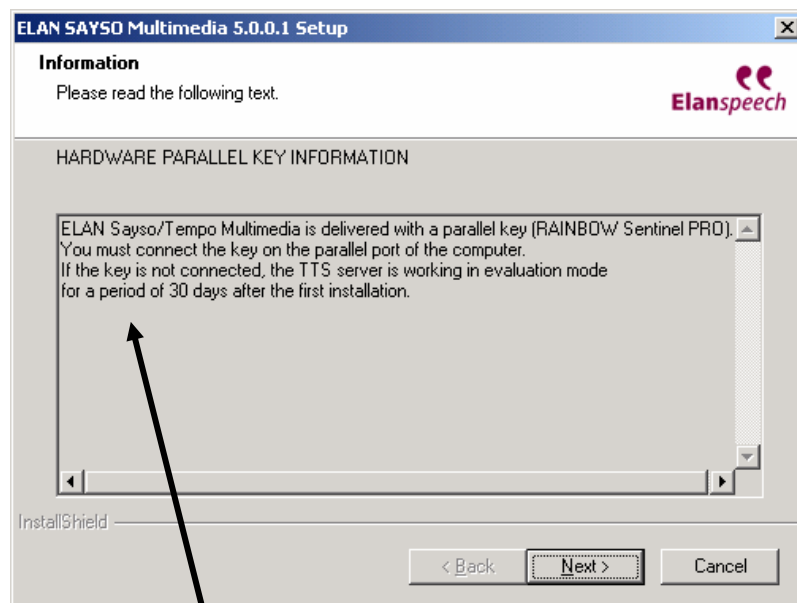 ELAN SAYSO Multimedia 5.0.0.1 Setup
Information
Please read the following text.
Elanspeech
HARDWARE PARALLEL KEY INFORMATION
ELAN Sayso/Tempo Multimedia is delivered with a parallel key (RAINBOW Sentinel PRO).
You must connect the key on the parallel port of the computer.
If the key is not connected, the TTS server is working in evaluation mode
for a period of 30 days after the first installation.
InstallShield
< Back Next > Cancel